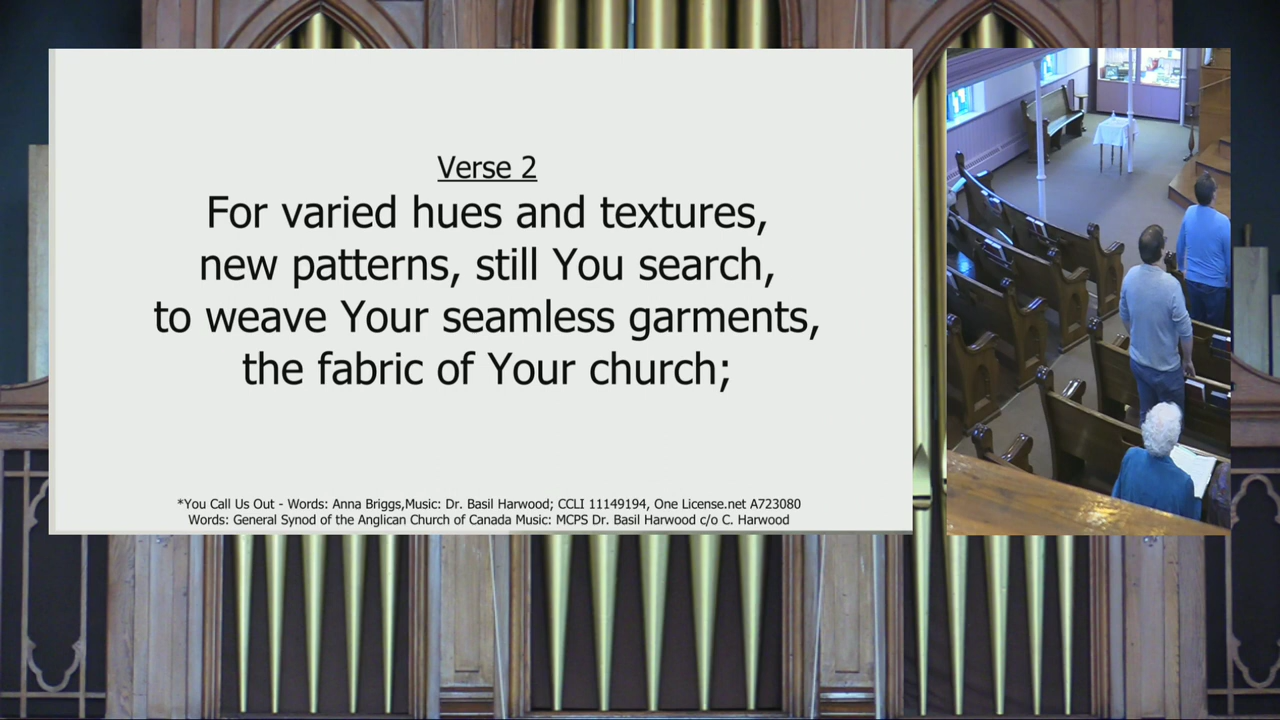 Verse 2
For varied hues and textures,
new patterns, still You search,
to weave Your seamless garments,
the fabric of Your church;
*You Call Us Out - Words: Anna Briggs,Music: Dr. Basil Harwood; CCLI 11149194, One License.net A723080
Words: General Synod of the Anglican Church of Canada Music: MCPS Dr. Basil Harwood c/o C. Harwood